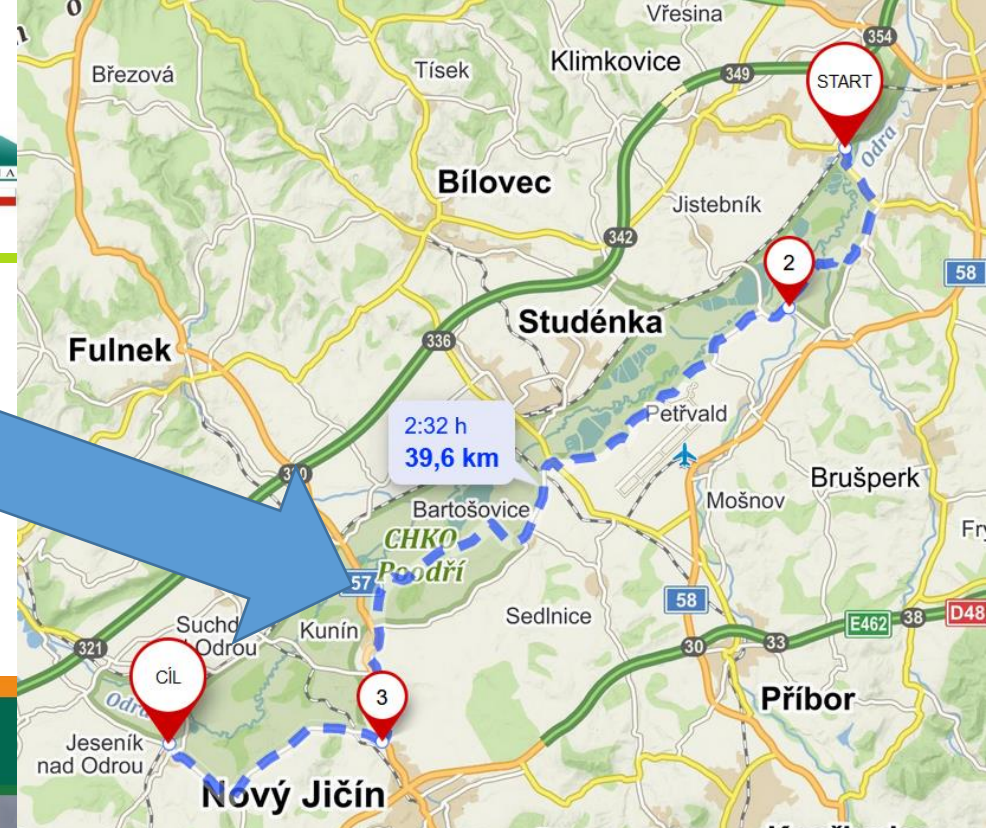 Vřesina
354
Klimkovice
Tísek
349
START
Březová
Odra
Bílovec
Jistebník
342
2
58
Studénka
336
Fulnek
Petřvald
2:32 h
39,6 km
Brušperk
Bartošovice
Mošnov
CHKO
Poodří
57
58
Sedlnice
E462
38
D48
Kunín
30
33
321
Odrou
CÍL
3
Příbor
Jeseník
nad Odrou
Nový Jičín